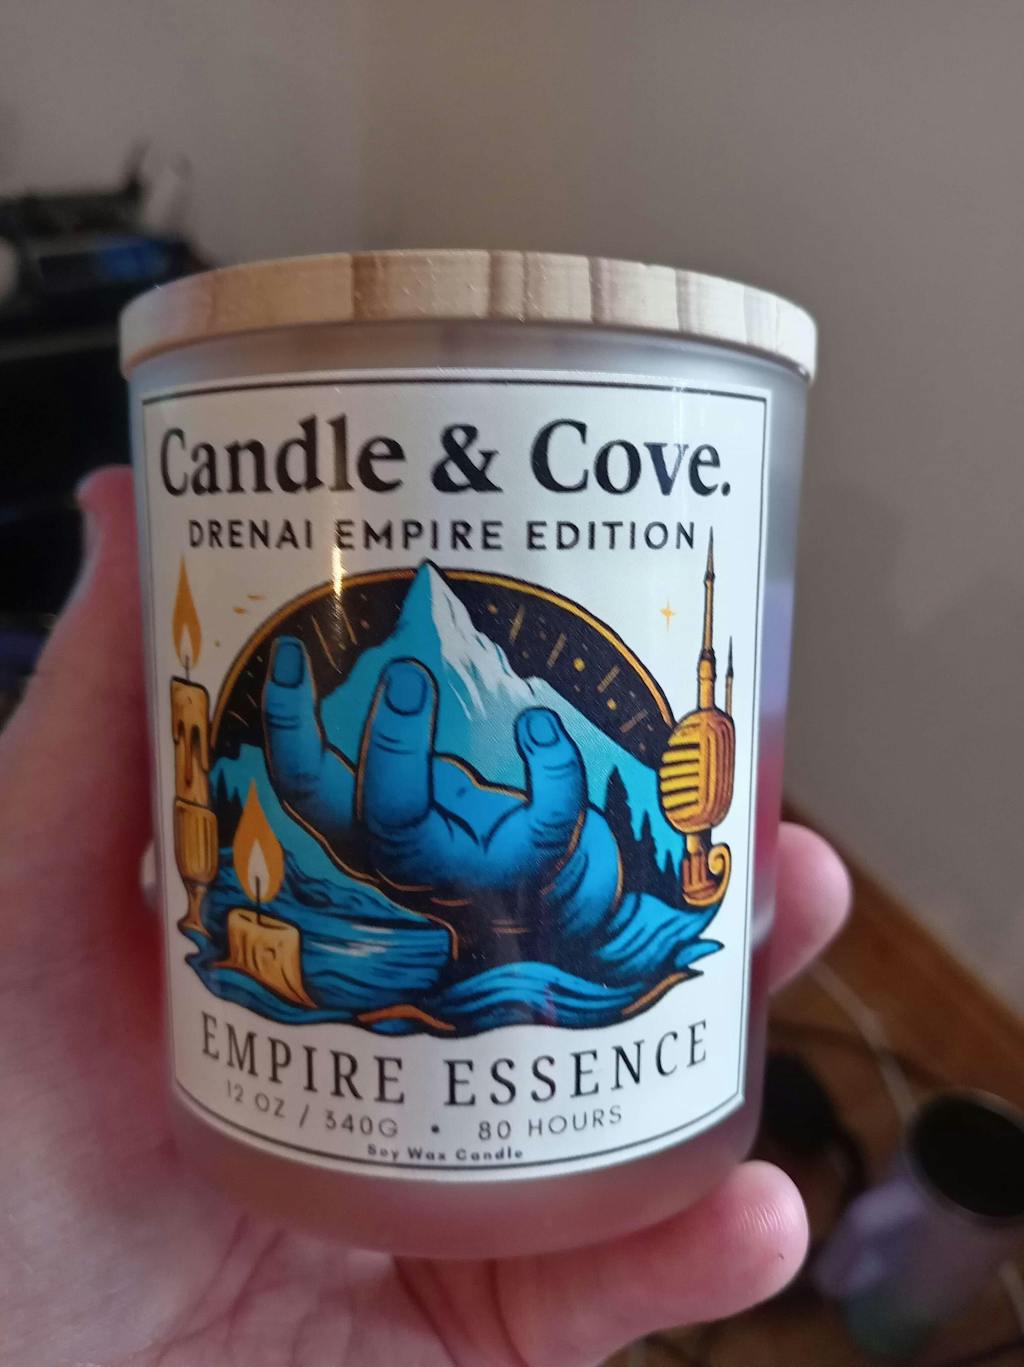 Candle & Cove.
DRENAI EMPIRE EDITION
EMPIRE ESSENCE
12 OZ / 340G • 80 HOURS
Soy Wax Candle